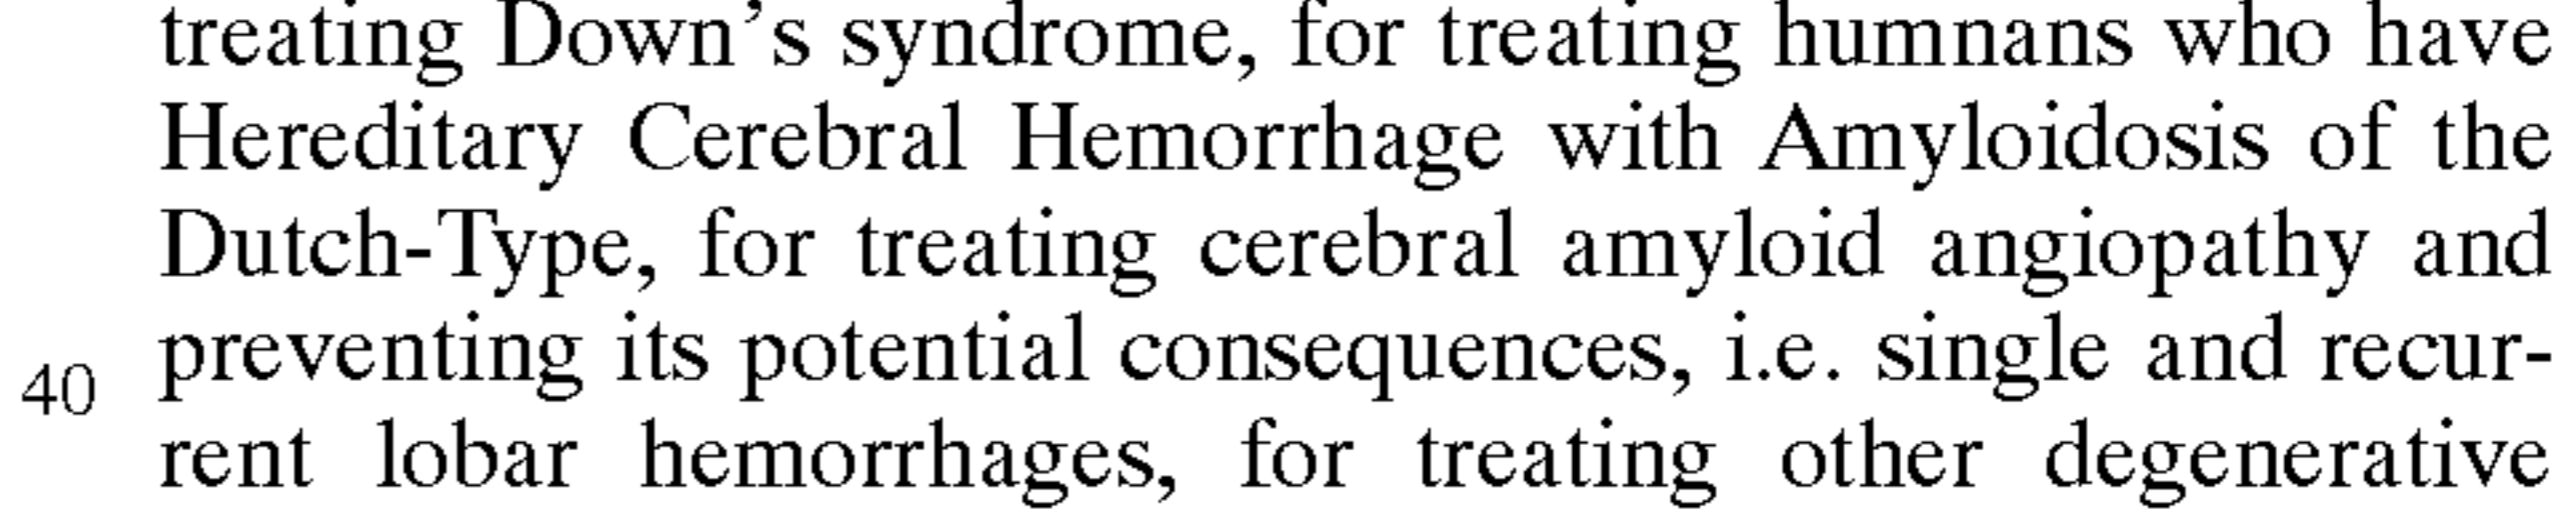 treating Down’s syndrome, for treating humnans who have
Hereditary Cerebral Hemorrhage with Amyloidosis of the
Dutch-Type, for treating cerebral amyloid angiopathy and
40 preventing its potential consequences, i.e. single and recur-
rent lobar hemorrhages, for treating other degenerative